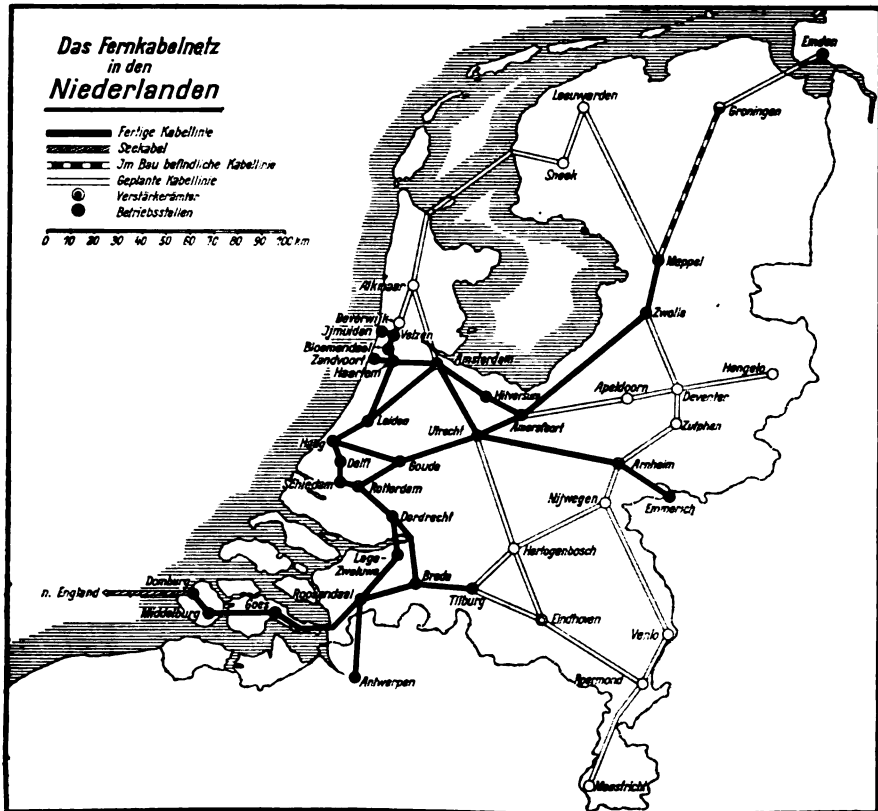 Das Fernkabelnetz
in den
Niederlanden
Fertige Kabellinie
Seekabel
Im Bau befindliche Kabellinie
Geplante Kabellinie
Verstärkerämter
Betriebsstellen
0 10 20 30 40 50 60 70 80 90 100 km
Emden
Leeuwarden
Groningen
Sneek
Meppel
Alkmaar
Zwolle
Beverwijk
Ijmuiden
Velzen
Bloemendaal
Zandvoort
Amsterdam
Haarlem
Hengelo
Hilversum
Apeldoorn
Deventer
Leiden
Amersfoort
Utrecht
Zutphen
Haag
Delft
Gouda
Arnheim
Schiedam
Rotterdam
Emmerich
Nijwegen
Dordrecht
Hertogenbosch
Lage-
Zwaluwe
Domburg
n. England
Roosendaal
Breda
Goes
Tilburg
Middelburg
Eindhoven
Venlo
Antwerpen
Roermond
Maastricht